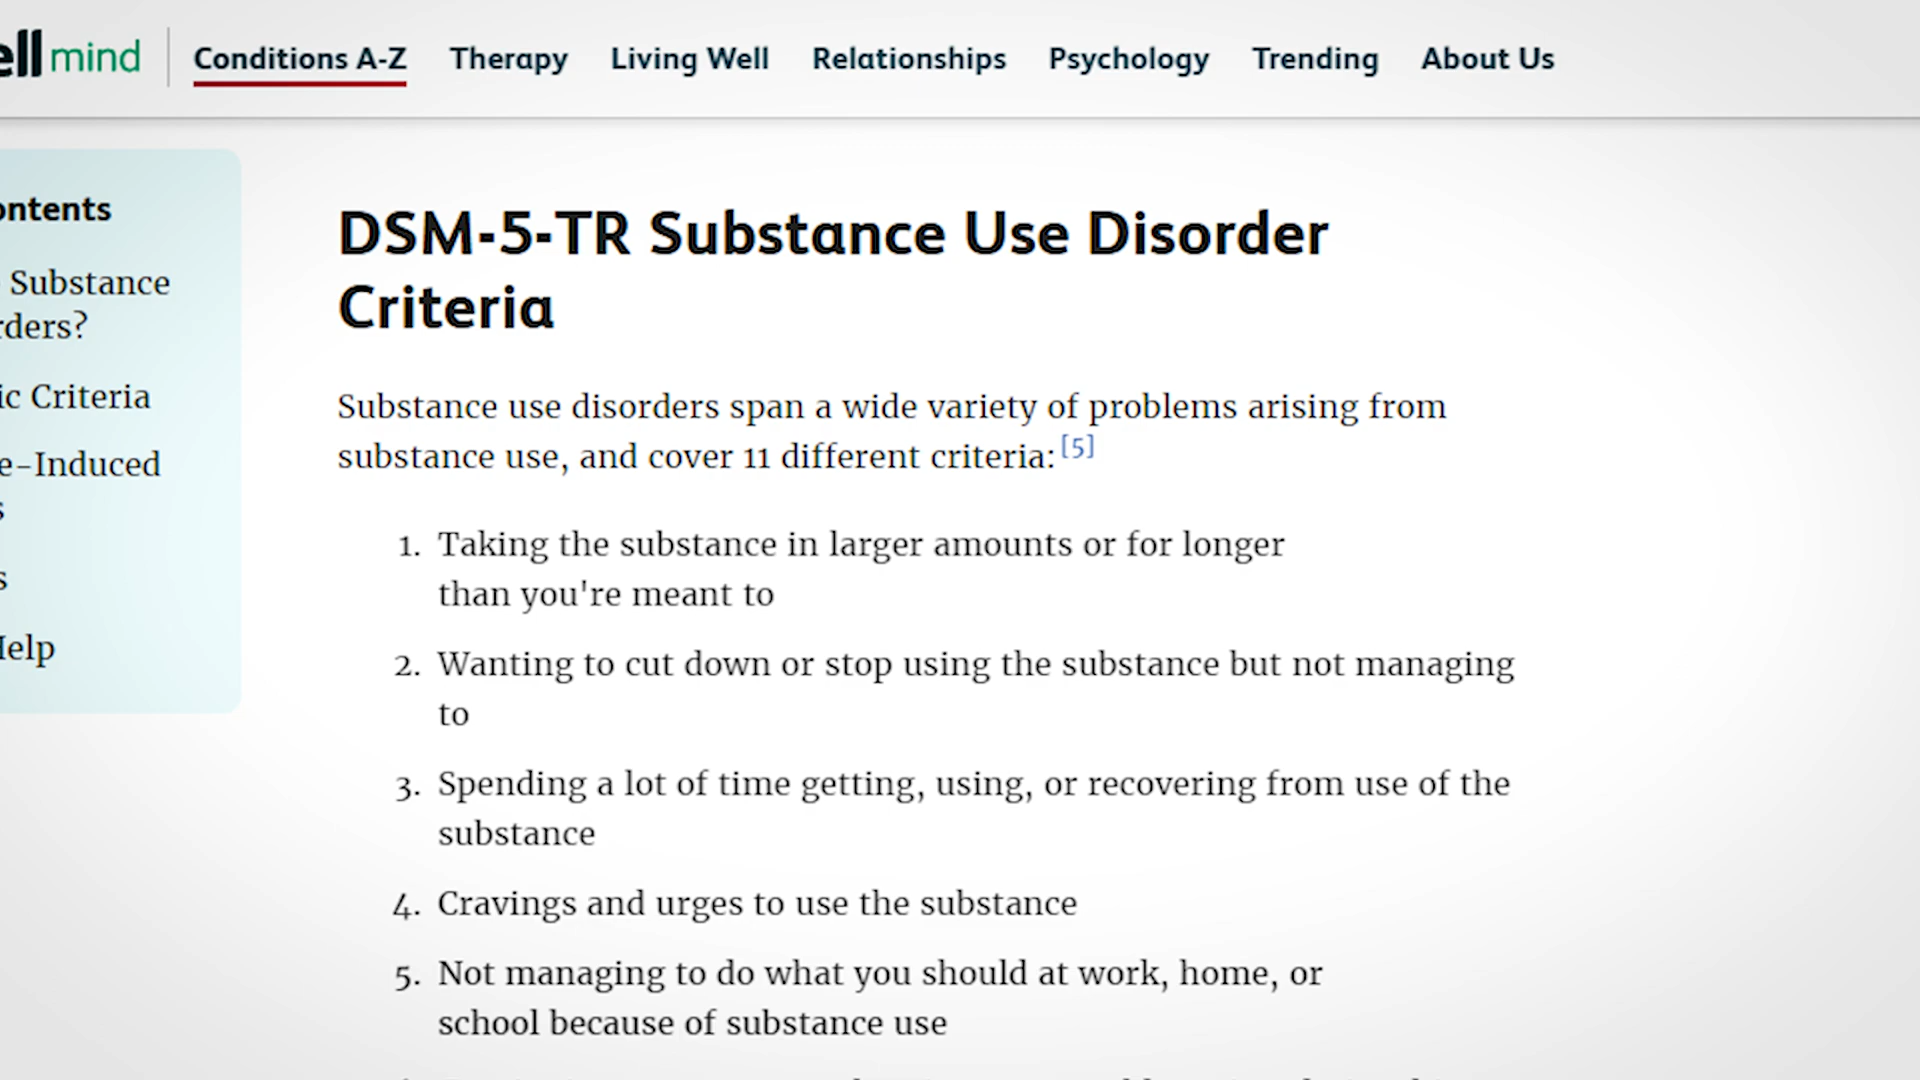 ell mind
Conditions A-Z Therapy Living Well Relationships Psychology Trending About Us
ontents
Substance
rders?
ic Criteria
e-Induced
s
s
Help
DSM-5-TR Substance Use Disorder
Criteria
Substance use disorders span a wide variety of problems arising from
substance use, and cover 11 different criteria: [5]
1. Taking the substance in larger amounts or for longer
than you're meant to
2. Wanting to cut down or stop using the substance but not managing
to
3. Spending a lot of time getting, using, or recovering from use of the
substance
4. Cravings and urges to use the substance
5. Not managing to do what you should at work, home, or
school because of substance use